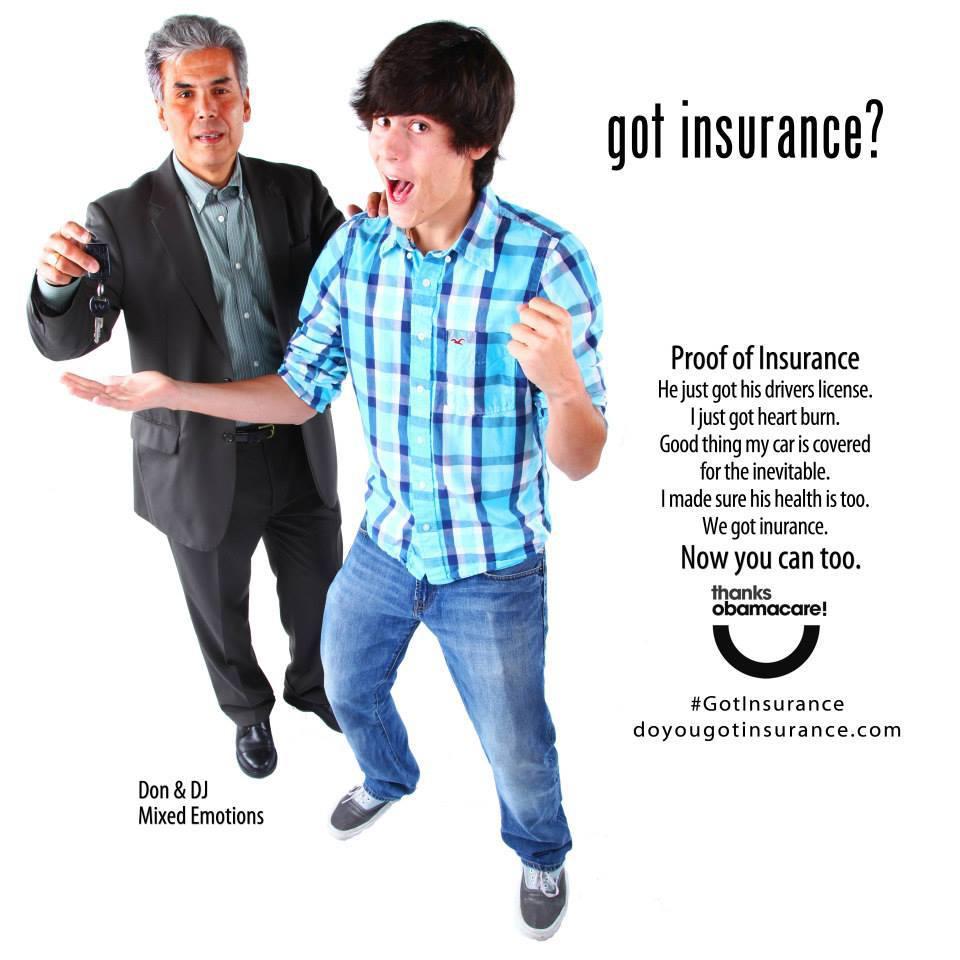 got insurance?
Proof of Insurance
He just got his drivers license.
I just got heart burn.
Good thing my car is covered
for the inevitable.
I made sure his health is too.
We got inurance.
Now you can too.
thanks
obamacare!
#GotInsurance
doyougotinsurance.com
Don & DJ
Mixed Emotions